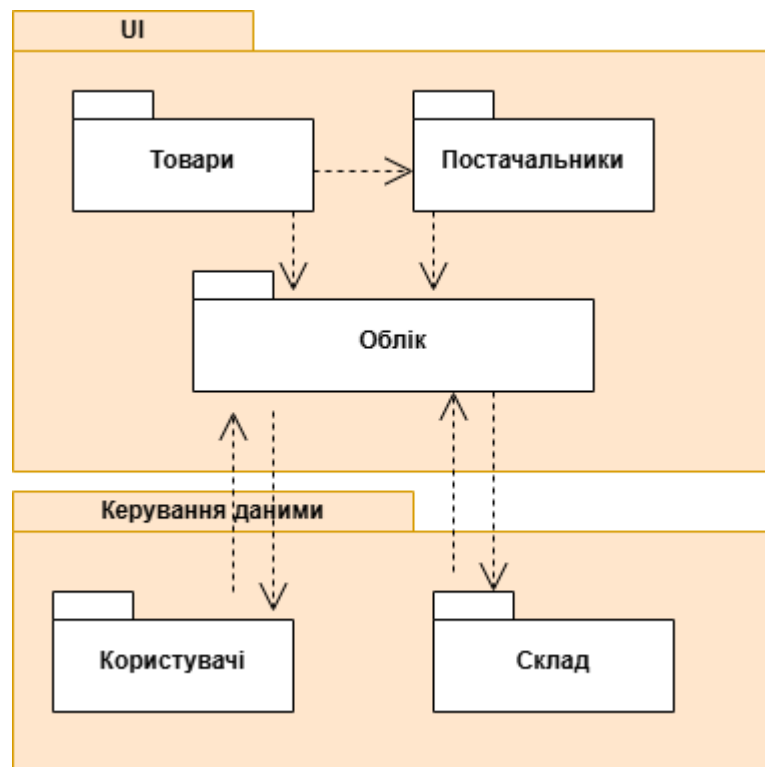 UI
Товари
Постачальники
Облік
Керування даними
Користувачі
Склад